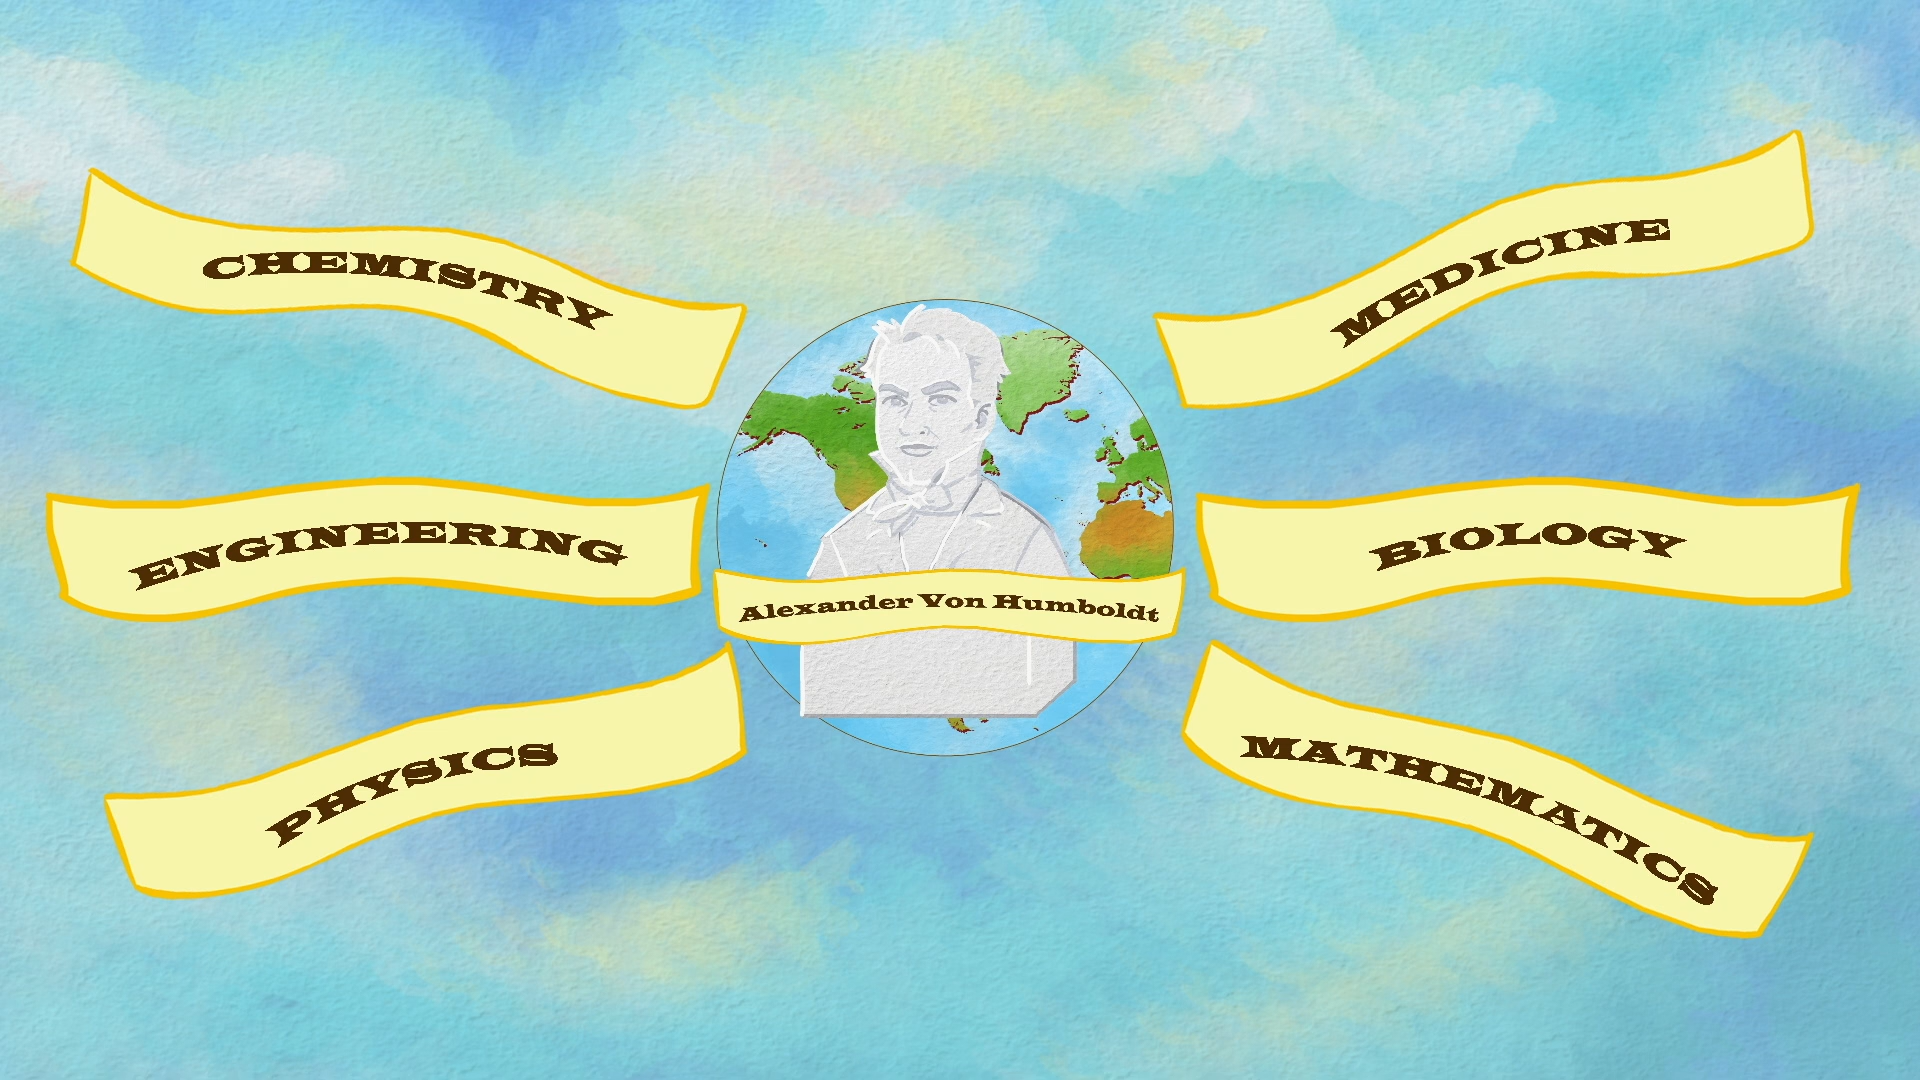 CHEMISTRY
MEDICINE
ENGINEERING
BIOLOGY
Alexander Von Humboldt
PHYSICS
MATHEMATICS